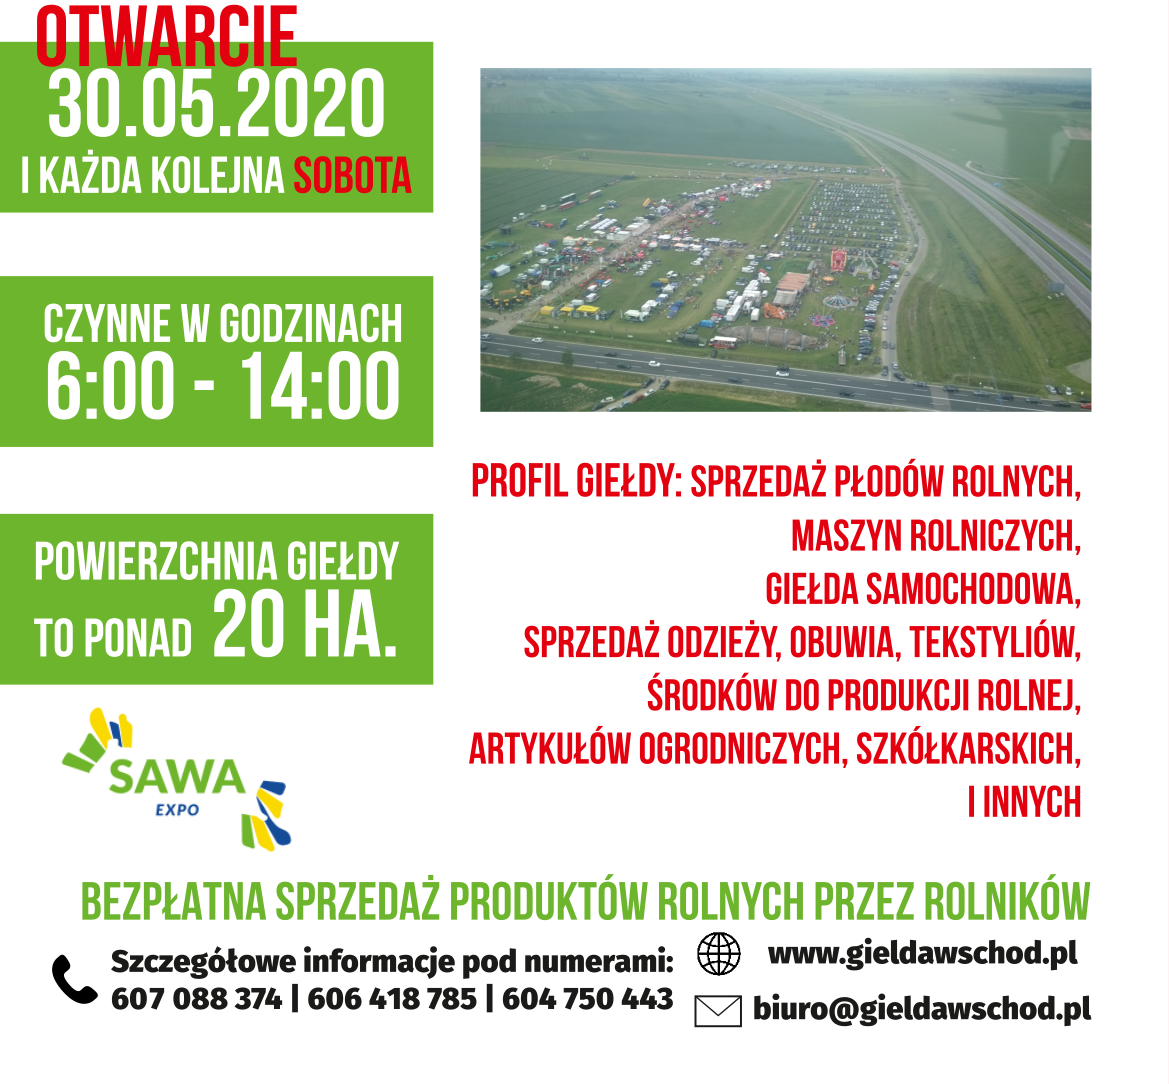 OTWARCIE
30.05.2020
I KAŻDA KOLEJNA SOBOTA
CZYNNE W GODZINACH
6:00 - 14:00
POWIERZCHNIA GIEŁDY
TO PONAD 20 HA.
PROFIL GIEŁDY: SPRZEDAŻ PŁODÓW ROLNYCH,
MASZYN ROLNICZYCH,
GIEŁDA SAMOCHODOWA,
SPRZEDAŻ ODZIEŻY, OBUWIA, TEKSTYLIÓW,
ŚRODKÓW DO PRODUKCJI ROLNEJ,
ARTYKUŁÓW OGRODNICZYCH, SZKÓŁKARSKICH,
I INNYCH
SAWA
EXPO
BEZPŁATNA SPRZEDAŻ PRODUKTÓW ROLNYCH PRZEZ ROLNIKÓW
Szczegółowe informacje pod numerami:
607 088 374 | 606 418 785 | 604 750 443
www.gieldawschod.pl
biuro@gieldawschod.pl